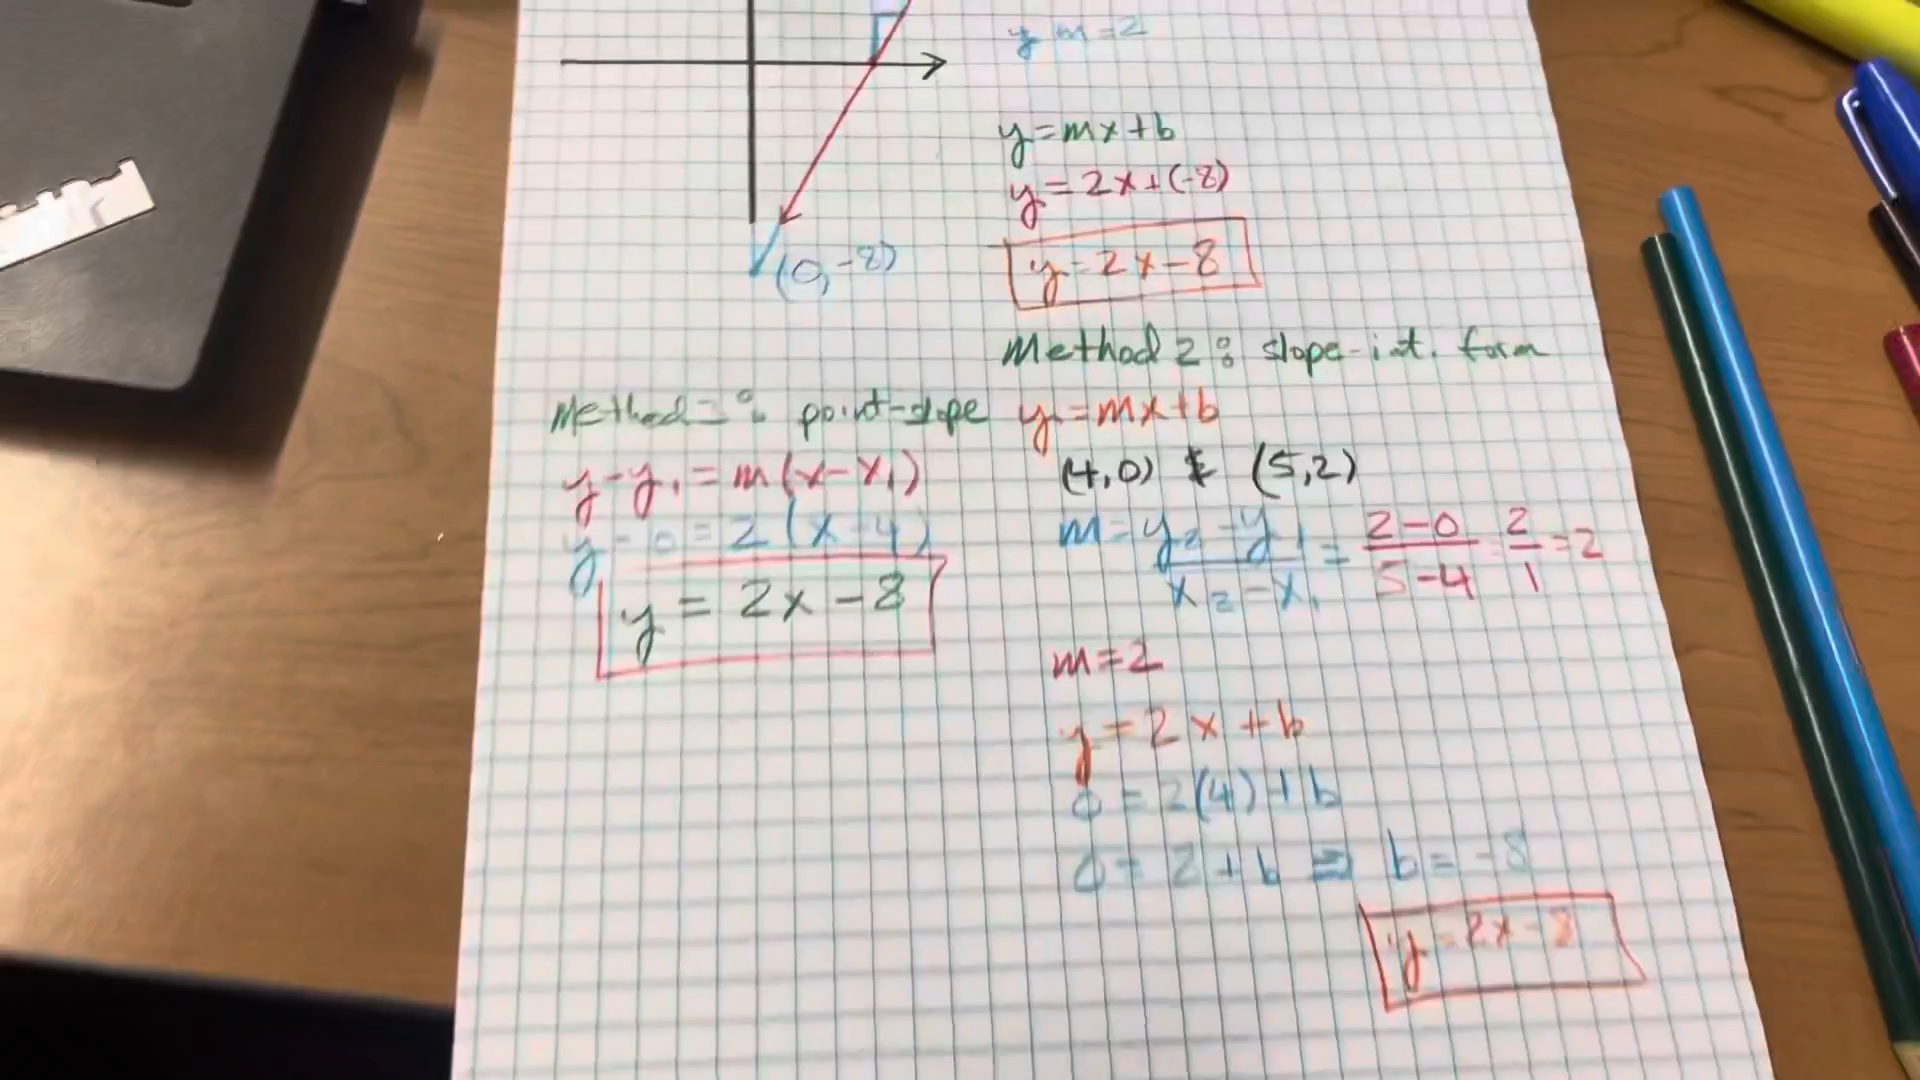 y m = 2
y = mx + b
y = 2x + (-8)
(0, -8)
y = 2x - 8
Method 2: slope-int. form
y = mx + b
(4,0) & (5,2)
m = y₂ - y₁ / x₂ - x₁ = 2 - 0 / 5 - 4 = 2/1 = 2
m = 2
y = 2x + b
0 = 2(4) + b
0 = 2 + b ⇒ b = -8
y = 2x - 8
Method : point-slope
y - y₁ = m(x - x₁)
y - 0 = 2(x - 4)
y = 2x - 8